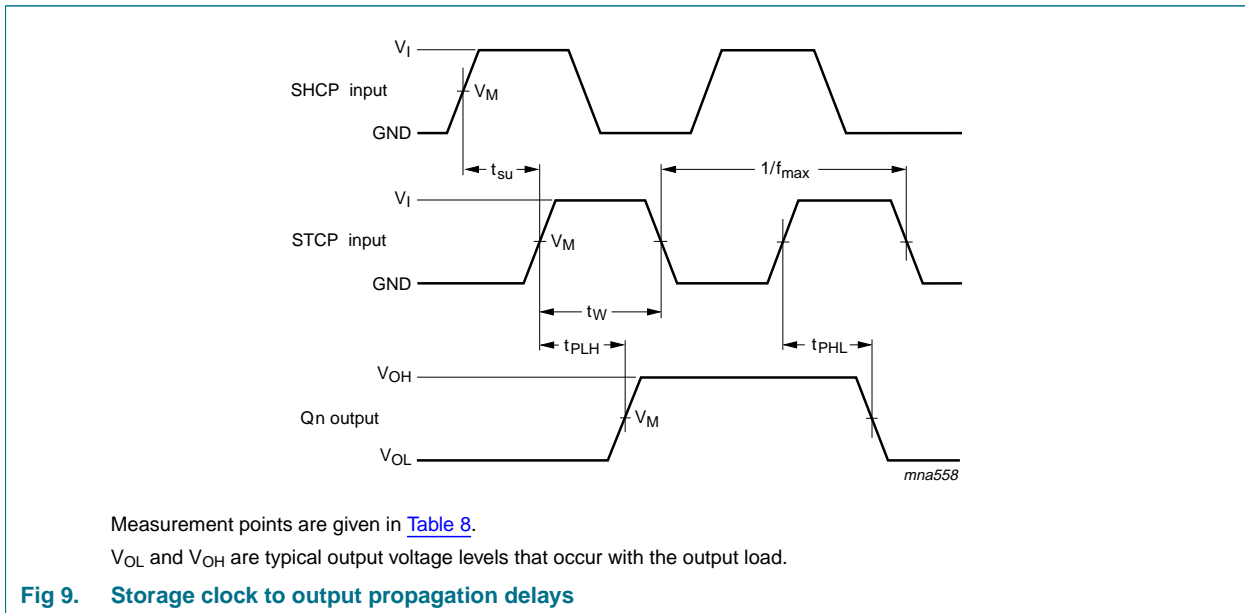 VI
SHCP input
VM
GND
tsu
1/fmax
VI
STCP input
VM
GND
tW
tPLH
tPHL
VOH
Qn output
VM
VOL
mna558
Measurement points are given in Table 8.
VOL and VOH are typical output voltage levels that occur with the output load.
Fig 9. Storage clock to output propagation delays